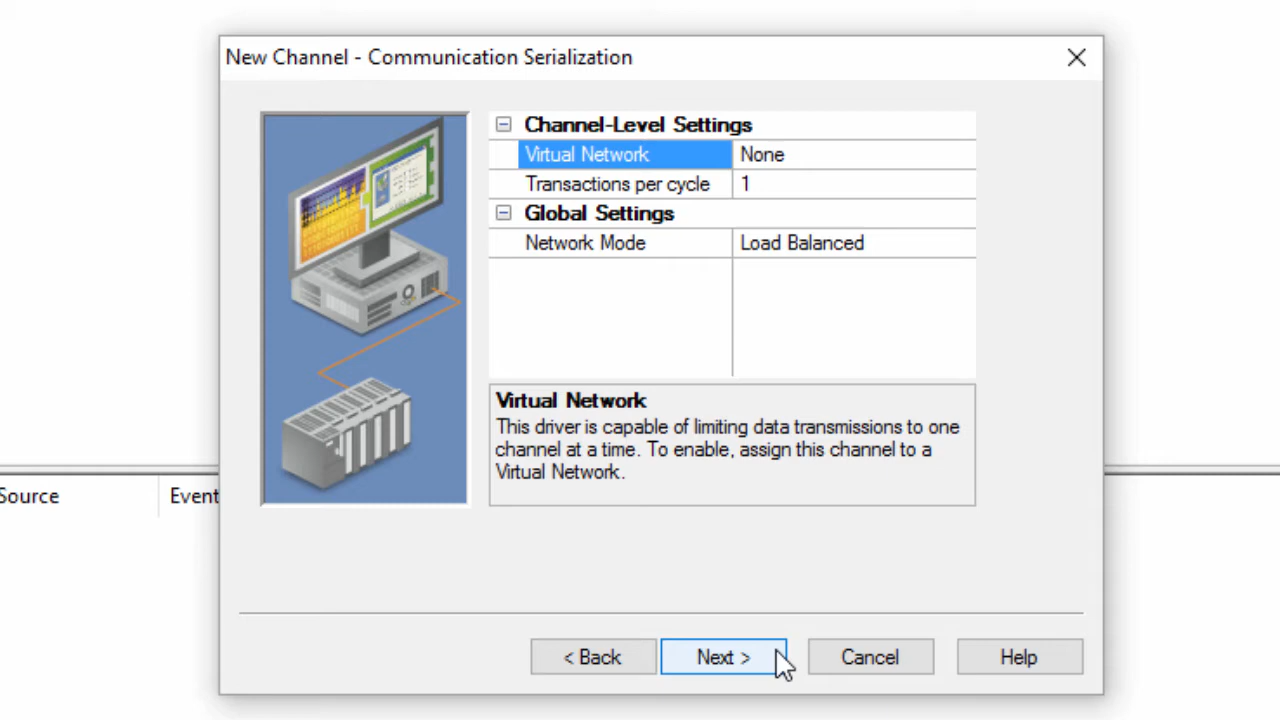 New Channel - Communication Serialization
Channel-Level Settings
Virtual Network None
Transactions per cycle 1
Global Settings
Network Mode Load Balanced
Virtual Network
This driver is capable of limiting data transmissions to one
channel at a time. To enable, assign this channel to a
Virtual Network.
Source Event
< Back Next > Cancel Help